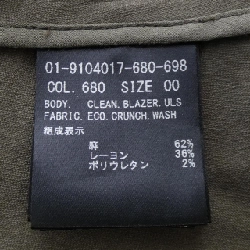 01-9104017-680-698
COL. 680 SIZE 00
BODY. CLEAN. BLAZER. ULS
FABRIC. ECO. CRUNCH. WASH
組成表示
麻 62%
レーヨン 36%
ポリウレタン 2%